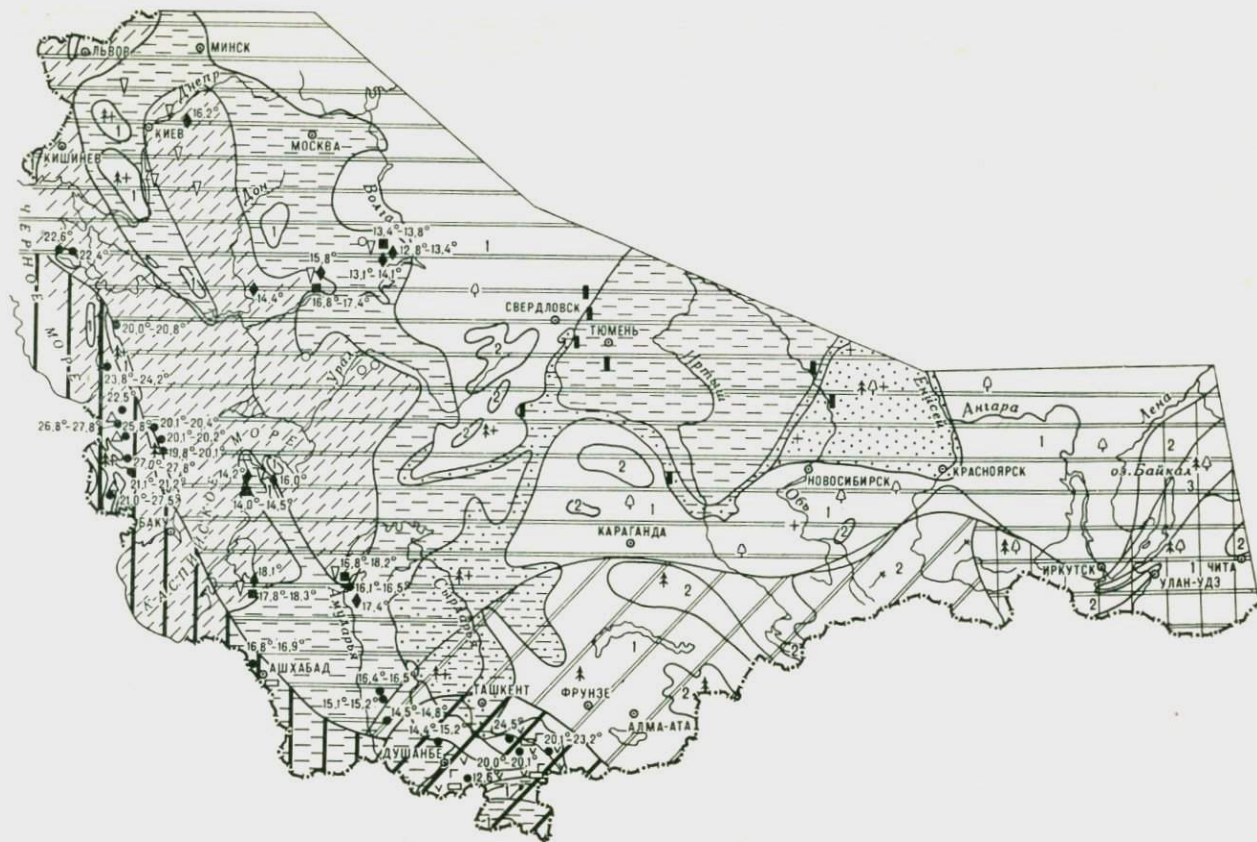 ЛЬВОВ
МИНСК
Днепр
16,2°
КИЕВ
МОСКВА
КИШИНЕВ
Дон
Волга
ЧЕРНОЕ МОРЕ
22,6°
22,4°
13,4°-13,8°
12,8°-13,4°
13,1°-14,1°
15,8°
14,4°
16,8°-17,4°
20,0°-20,8°
СВЕРДЛОВСК
ТЮМЕНЬ
Урал
Иртыш
Енисей
Ангара
Лена
23,8°-24,2°
22,5°
26,8°-27,8°
25,8°
20,1°-20,4°
20,1°-20,2°
19,8°-20,1°
27,0°-27,8°
21,1°-21,2°
21,0°-27,5°
14,2°
16,0°
14,0°-14,5°
БАКУ
КАСПИЙСКОЕ МОРЕ
НОВОСИБИРСК
КРАСНОЯРСК
оз. Байкал
Обь
КАРАГАНДА
ИРКУТСК
УЛАН-УДЭ
ЧИТА
18,1°
17,8°-18,3°
16,8°-18,2°
16,1°-16,5°
17,4°
Амударья
Сырдарья
16,8°-16,9°
АШХАБАД
16,4°-16,5°
15,1°-15,2°
14,5°-14,8°
14,4°-15,2°
ТАШКЕНТ
ФРУНЗЕ
АЛМА-АТА
24,5°
20,1°-23,2°
20,0°-20,1°
ДУШАНБЕ
12,6°